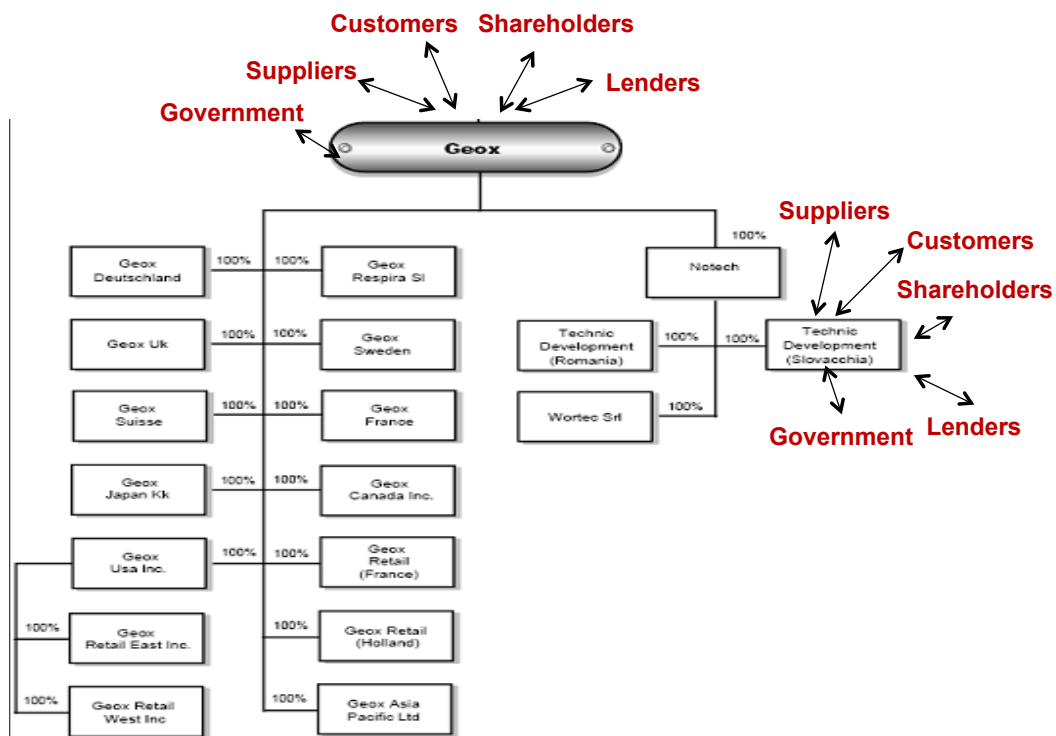 Customers
Shareholders
Suppliers
Lenders
Government
Geox
Suppliers
100%
Customers
Geox
Deutschland
100%
100%
Geox
Respira Sl
Notech
Shareholders
Geox Uk
100%
100%
Geox
Sweden
Technic
Development
(Romania)
100%
100%
Technic
Development
(Slovacchia)
Geox
Suisse
100%
100%
Geox
France
Wortec Srl
100%
Government
Lenders
Geox
Japan Kk
100%
100%
Geox
Canada Inc.
Geox
Usa Inc.
100%
100%
Geox
Retail
(France)
100%
Geox
Retail East Inc.
100%
Geox Retail
(Holland)
100%
Geox Retail
West Inc
100%
Geox Asia
Pacific Ltd